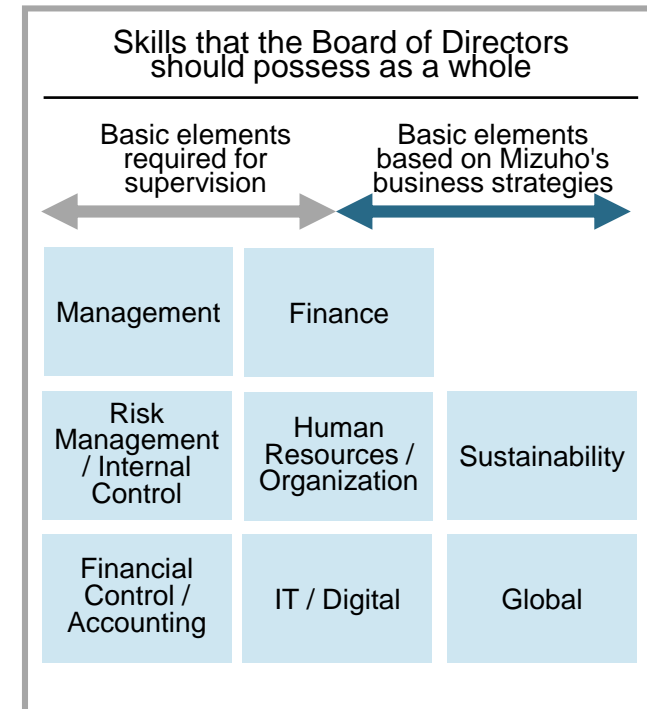 Skills that the Board of Directors
should possess as a whole
Basic elements
required for
supervision
Basic elements
based on Mizuho's
business strategies
Management
Finance
Risk
Management
/ Internal
Control
Human
Resources /
Organization
Sustainability
Financial
Control /
Accounting
IT / Digital
Global